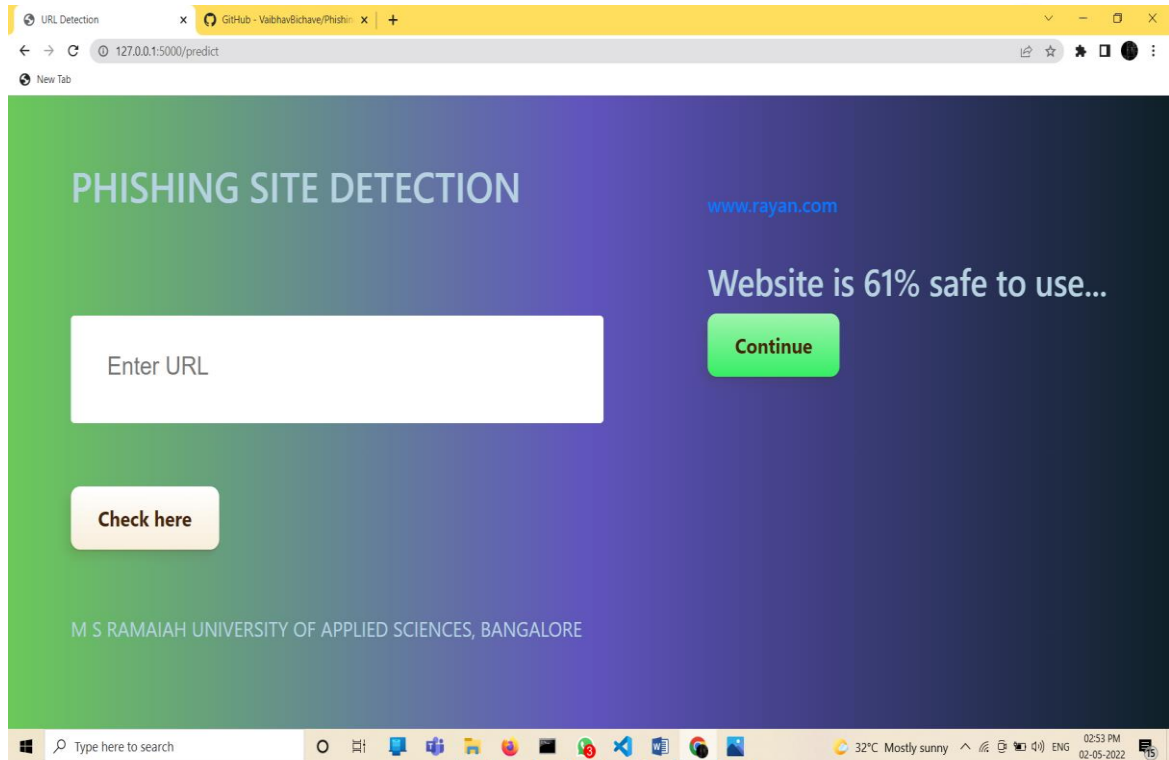 URL Detection
GitHub - VaibhavBichave/Phishin
127.0.0.1:5000/predict
New Tab
PHISHING SITE DETECTION
www.rayan.com
Website is 61% safe to use...
Continue
Enter URL
Check here
M S RAMAIAH UNIVERSITY OF APPLIED SCIENCES, BANGALORE
Type here to search
3
32°C Mostly sunny
ENG
02:53 PM
02-05-2022
15